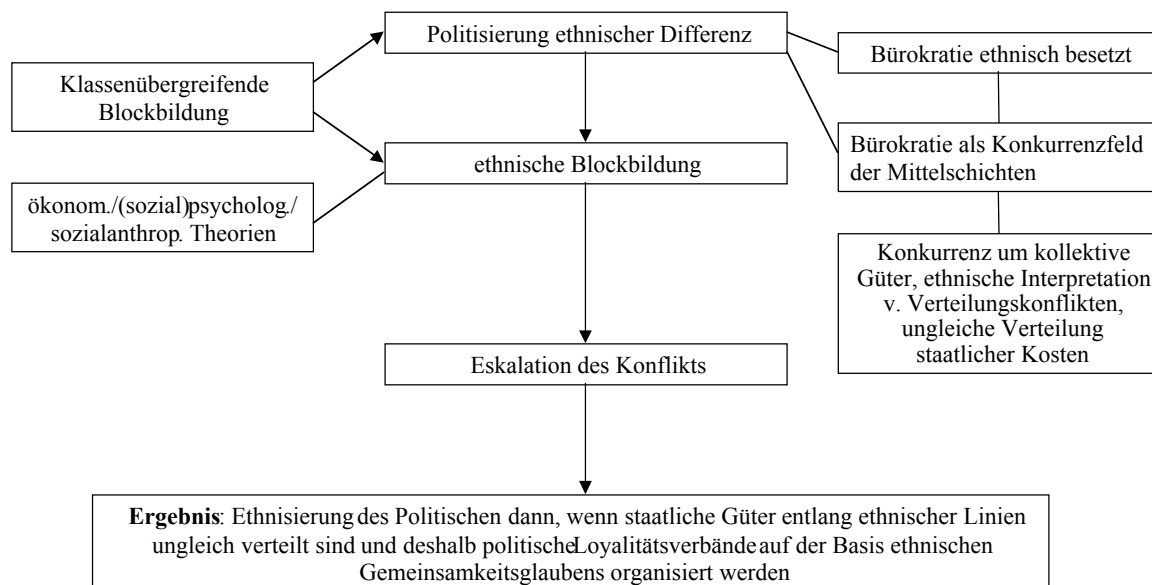 Politisierung ethnischer Differenz
Bürokratie ethnisch besetzt
Klassenübergreifende
Blockbildung
Bürokratie als Konkurrenzfeld
der Mittelschichten
ethnische Blockbildung
ökonom./(sozial)psycholog./
sozialanthrop. Theorien
Konkurrenz um kollektive
Güter, ethnische Interpretation
v. Verteilungskonflikten,
ungleiche Verteilung
staatlicher Kosten
Eskalation des Konflikts
Ergebnis: Ethnisierung des Politischen dann, wenn staatliche Güter entlang ethnischer Linien
ungleich verteilt sind und deshalb politische Loyalitätsverbände auf der Basis ethnischen
Gemeinsamkeitsglaubens organisiert werden